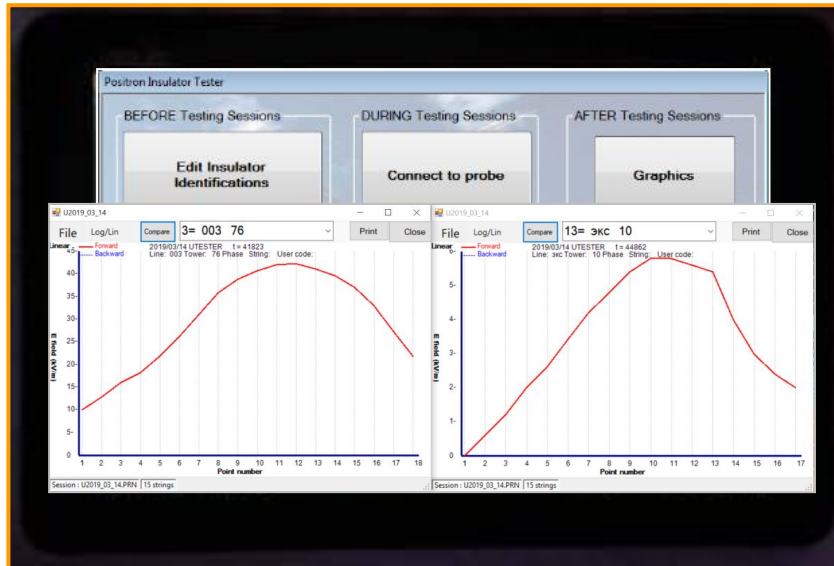 Positron Insulator Tester
BEFORE Testing Sessions
DURING Testing Sessions
AFTER Testing Sessions
Edit Insulator
Identifications
Connect to probe
Graphics
U2019_03_14
File Log/Lin Compare 3= 003 76 Print Close
Linear
Forward
Backward
2019/03/14 UTESTER t = 41823
Line: 003 Tower: 76 Phase String: User code:
E field (kV/m)
45-
40-
35-
30-
25-
20-
15-
10-
5-
0
1 2 3 4 5 6 7 8 9 10 11 12 13 14 15 16 17 18
Point number
Session : U2019_03_14.PRN 15 strings
U2019_03_14
File Log/Lin Compare 13= экс 10 Print Close
Linear
Forward
Backward
2019/03/14 UTESTER t = 44862
Line: экс Tower: 10 Phase String: User code:
E field (kV/m)
6-
5-
4-
3-
2-
1-
0
1 2 3 4 5 6 7 8 9 10 11 12 13 14 15 16 17
Point number
Session : U2019_03_14.PRN 15 strings